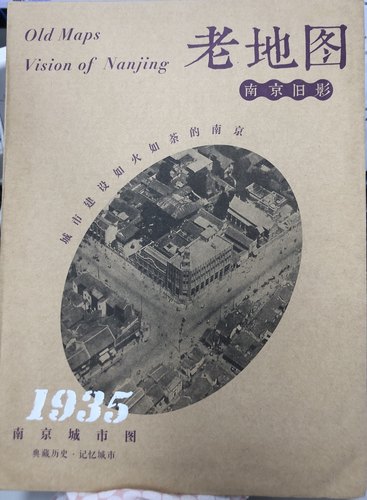 Old Maps
Vision of Nanjing
老地图
南京旧影
城市建设如火如荼的南京
1935
南京城市图
典藏历史·记忆城市